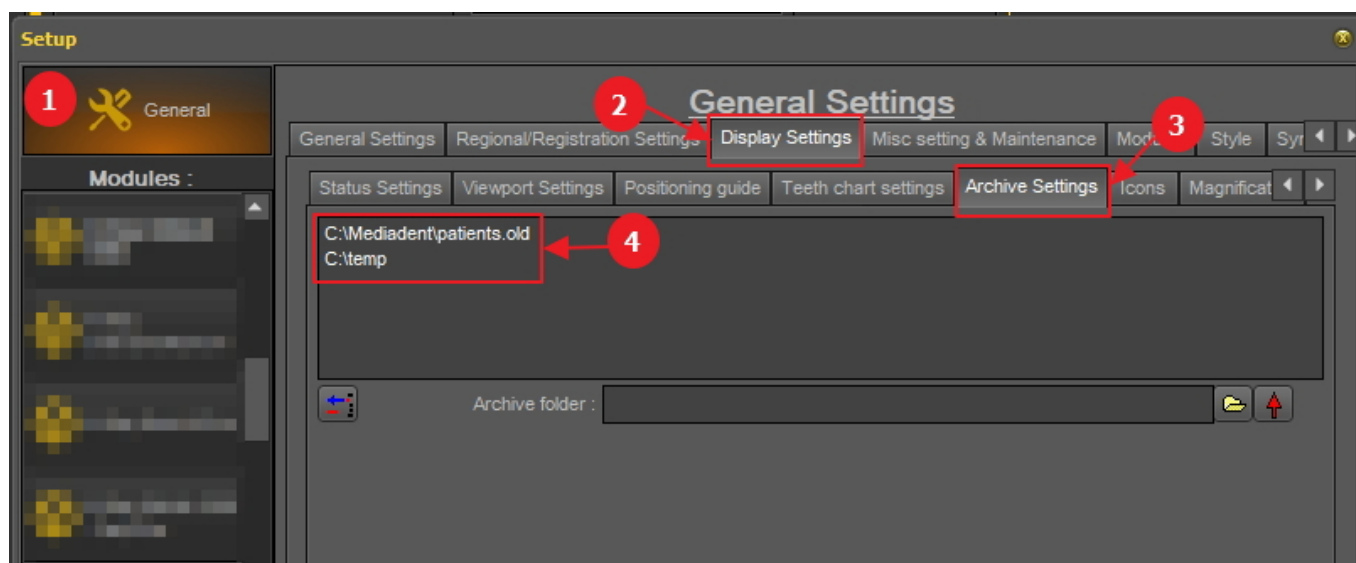 Setup
1
General
General Settings
2
General Settings
Regional/Registration Settings
Display Settings
Misc setting & Maintenance
3
Style
Modules :
Status Settings
Viewport Settings
Positioning guide
Teeth chart settings
Archive Settings
Icons
Magnificat
C:\Mediadent\patients.old
C:\temp
4
Archive folder :